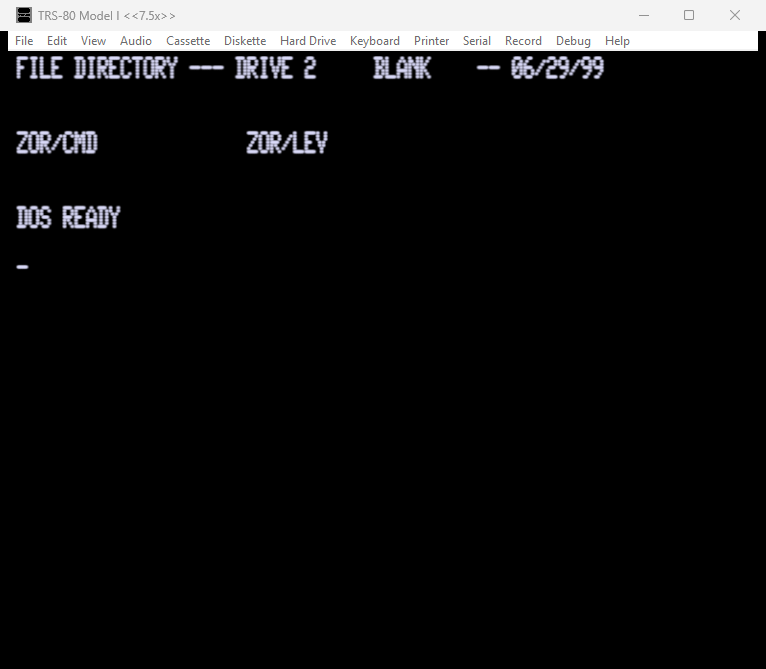 TRS-80 Model I <<7.5x>>
File Edit View Audio Cassette Diskette Hard Drive Keyboard Printer Serial Record Debug Help
FILE DIRECTORY --- DRIVE 2 BLANK -- 06/29/99
ZOR/CMD ZOR/LEV
DOS READY
_